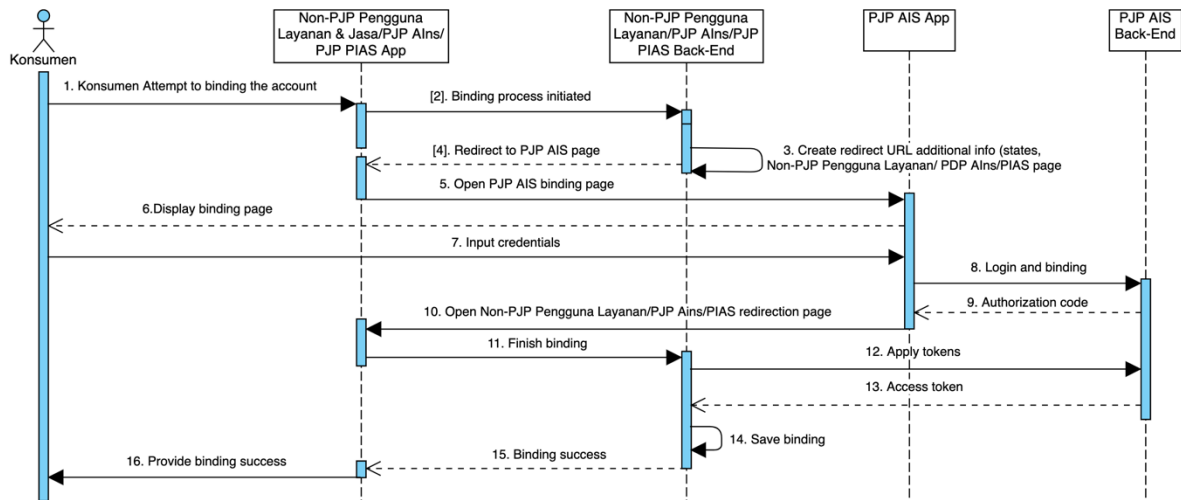 Non-PJP Pengguna
Layanan & Jasa/PJP AIns/
PJP PIAS App
Non-PJP Pengguna
Layanan/PJP AIns/PJP
PIAS Back-End
PJP AIS App
PJP AIS
Back-End
Konsumen
1. Konsumen Attempt to binding the account
[2]. Binding process initiated
3. Create redirect URL additional info (states,
Non-PJP Pengguna Layanan/ PDP AIns/PIAS page
[4]. Redirect to PJP AIS page
5. Open PJP AIS binding page
6.Display binding page
7. Input credentials
8. Login and binding
9. Authorization code
10. Open Non-PJP Pengguna Layanan/PJP Ains/PIAS redirection page
11. Finish binding
12. Apply tokens
13. Access token
14. Save binding
15. Binding success
16. Provide binding success